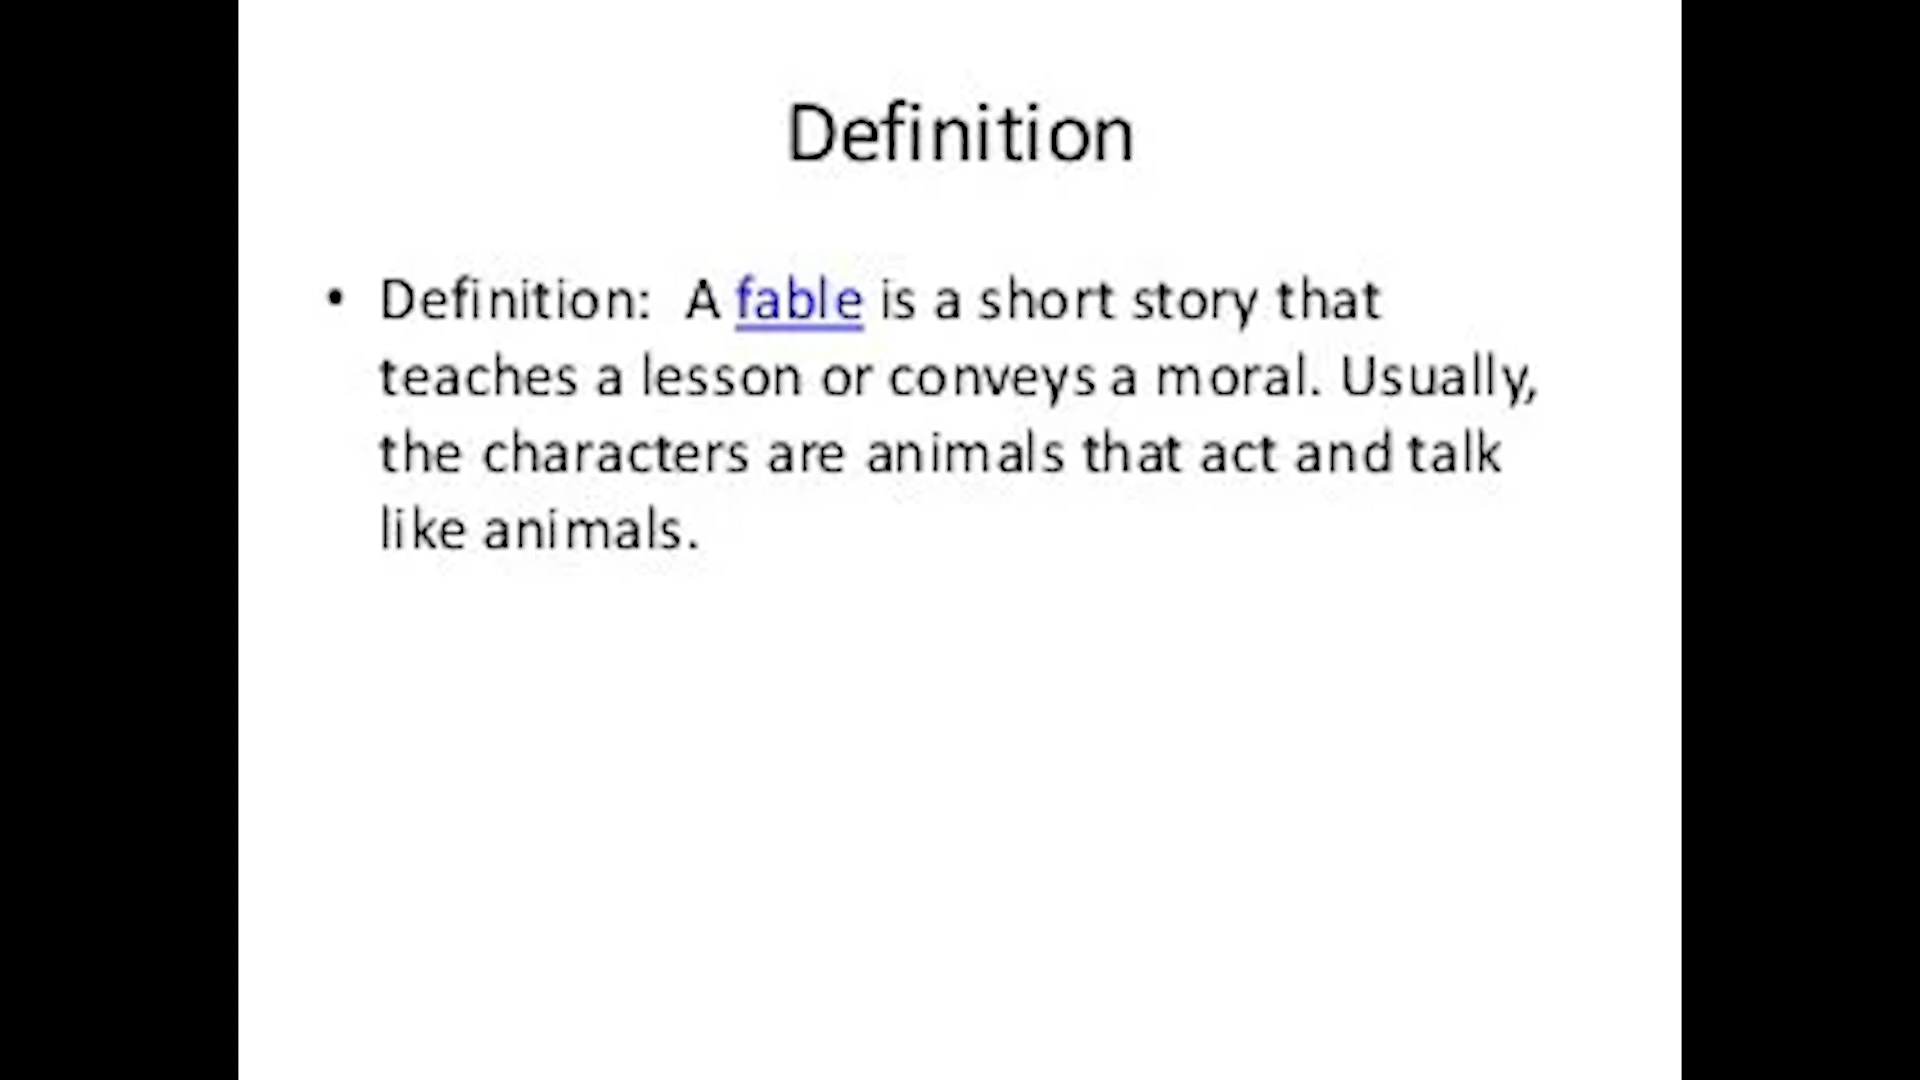 Definition
• Definition:  A fable is a short story that
teaches a lesson or conveys a moral. Usually,
the characters are animals that act and talk
like animals.